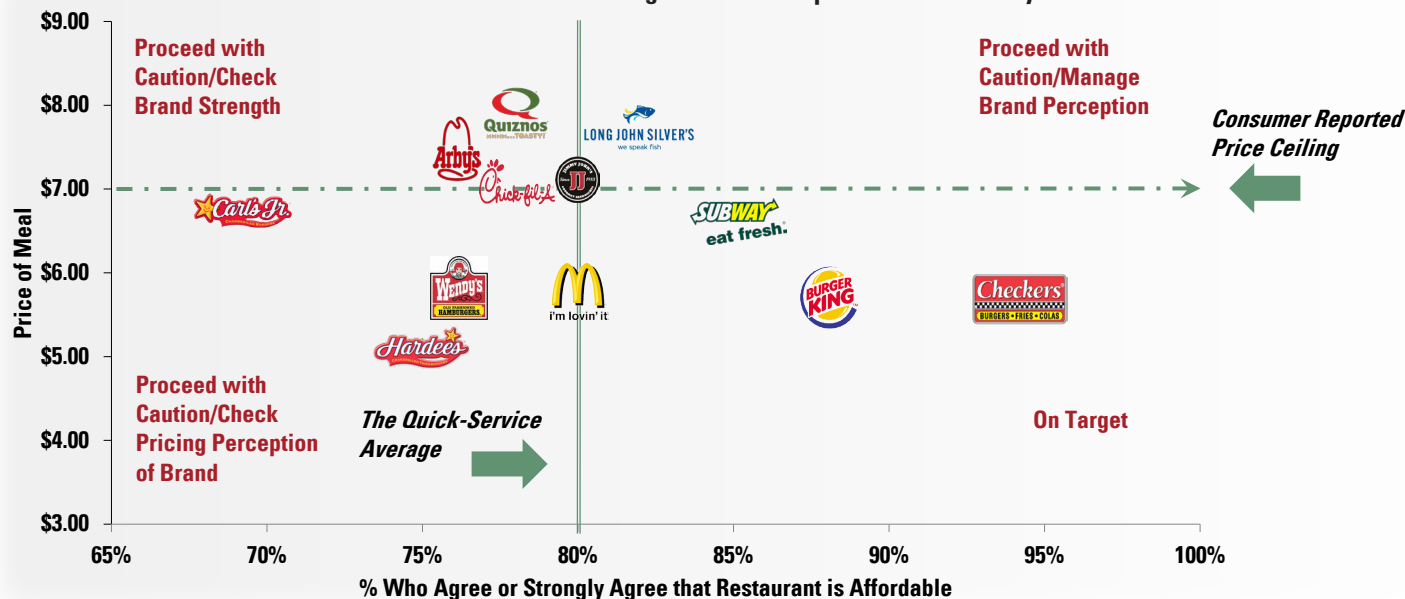 $9.00
$8.00
$7.00
$6.00
$5.00
$4.00
$3.00
Price of Meal
Proceed with
Caution/Check
Brand Strength
Proceed with
Caution/Manage
Brand Perception
Consumer Reported
Price Ceiling
QUIZNOS
MMMM...TOASTY!
LONG JOHN SILVER'S
we speak fish
Arby's
Chick-fil-A
JJ
Carl's Jr.
SUBWAY
eat fresh.
WENDY'S
OLD FASHIONED
HAMBURGERS.
i'm lovin' it
BURGER
KING
Checkers
BURGERS • FRIES • COLAS
Hardee's
Proceed with
Caution/Check
Pricing Perception
of Brand
The Quick-Service
Average
On Target
65% 70% 75% 80% 85% 90% 95% 100%
% Who Agree or Strongly Agree that Restaurant is Affordable